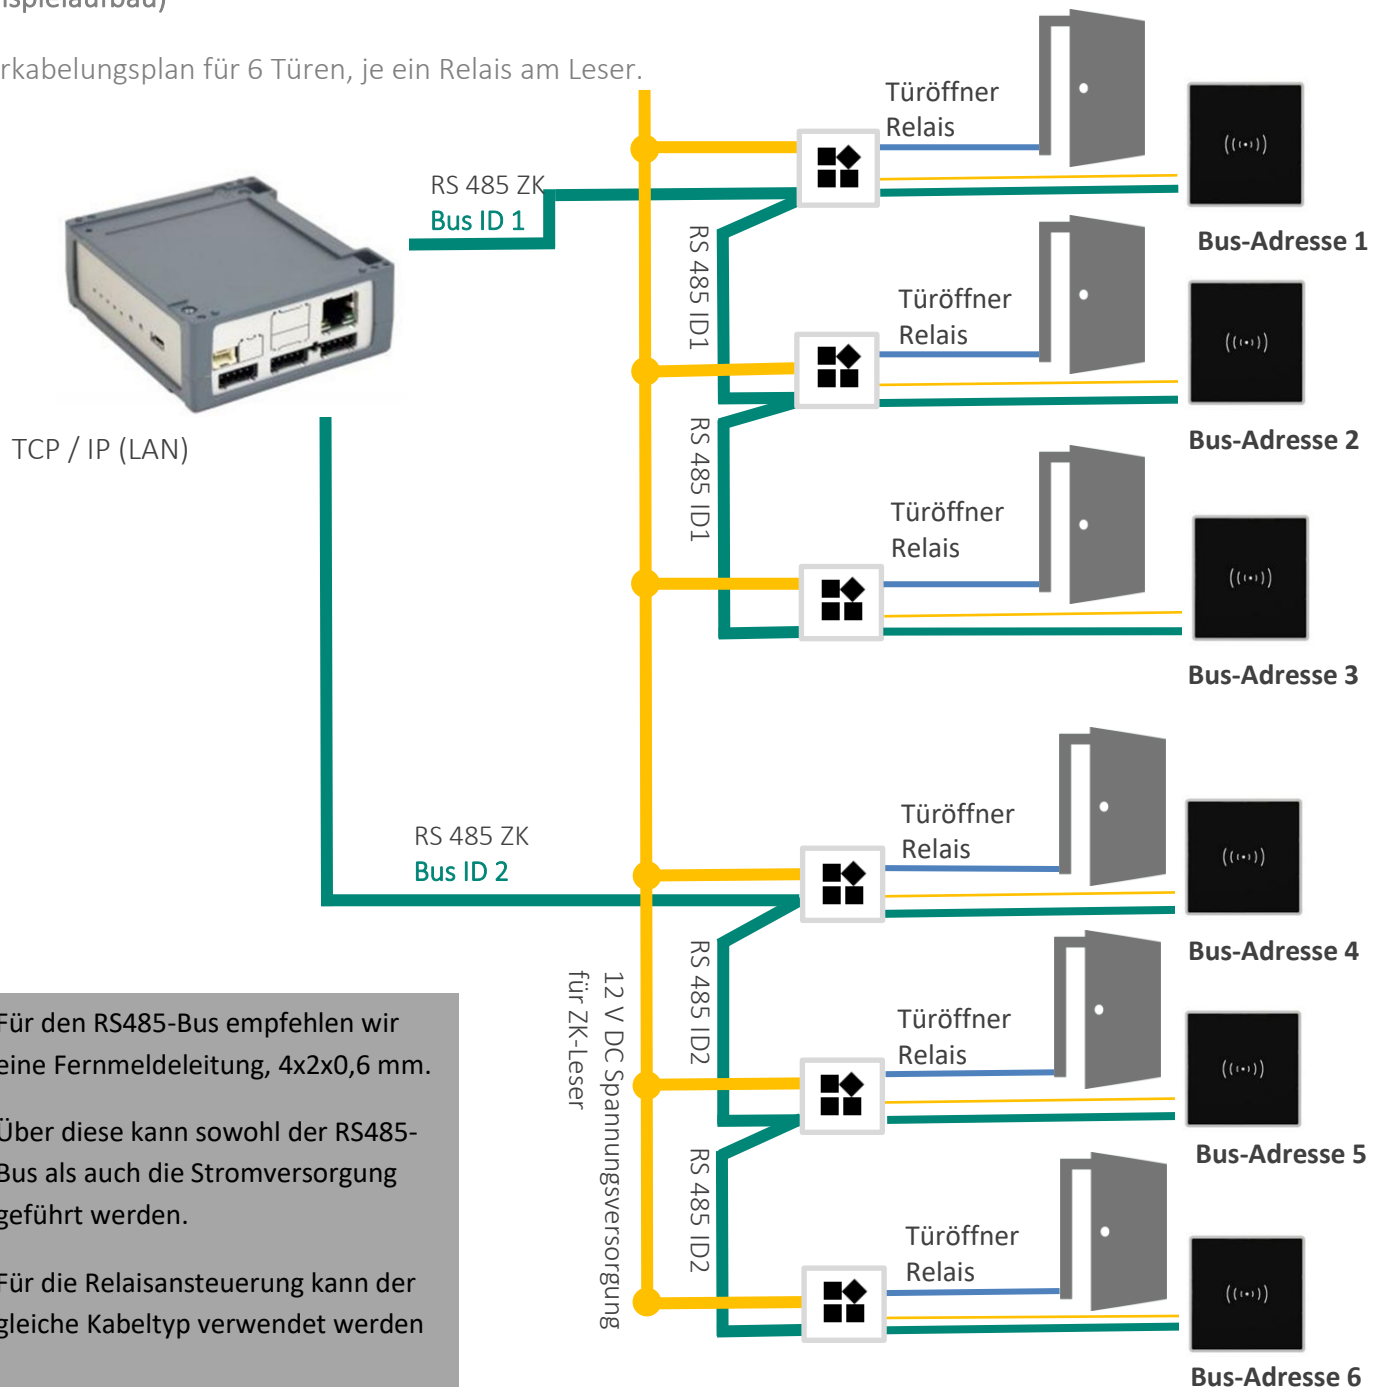 nspielaufbau)
rkabelungsplan für 6 Türen, je ein Relais am Leser.
Türöffner
Relais
RS 485 ZK
Bus ID 1
RS 485 ID1
Bus-Adresse 1
Türöffner
Relais
TCP / IP (LAN)
RS 485 ID1
Bus-Adresse 2
Türöffner
Relais
Bus-Adresse 3
Türöffner
Relais
RS 485 ZK
Bus ID 2
Bus-Adresse 4
RS 485 ID2
12 V DC Spannungsversorgung
für ZK-Leser
Türöffner
Relais
Bus-Adresse 5
RS 485 ID2
Türöffner
Relais
Bus-Adresse 6
Für den RS485-Bus empfehlen wir
eine Fernmeldeleitung, 4x2x0,6 mm.
Über diese kann sowohl der RS485-
Bus als auch die Stromversorgung
geführt werden.
Für die Relaisansteuerung kann der
gleiche Kabeltyp verwendet werden